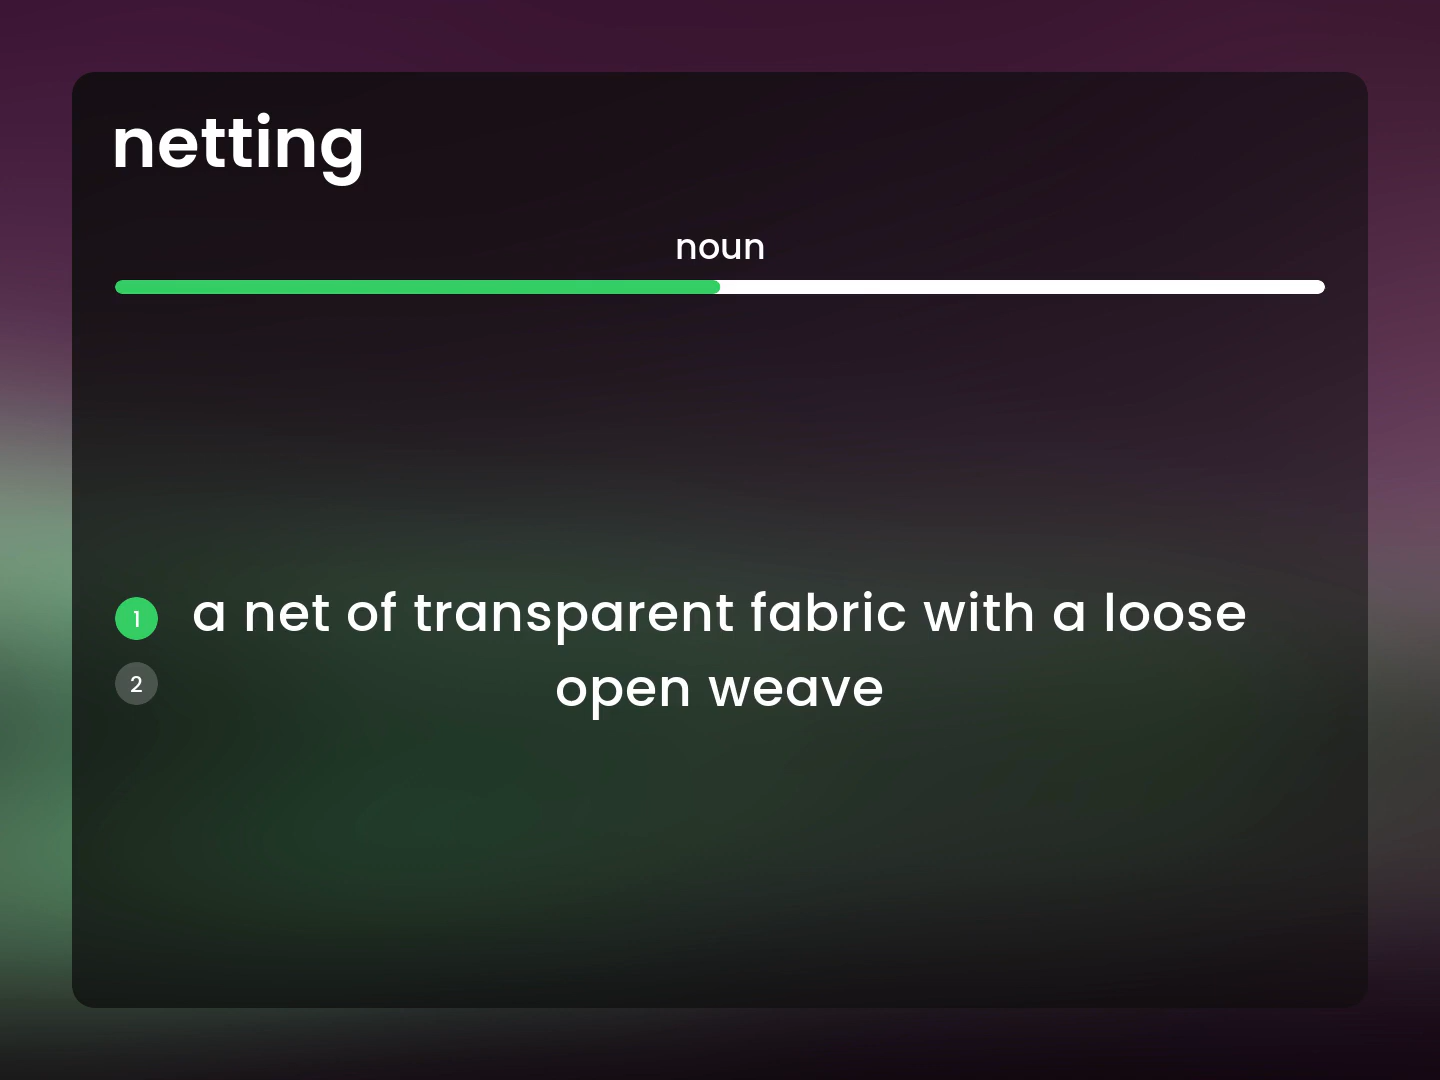 netting
noun
1 a net of transparent fabric with a loose
2 open weave